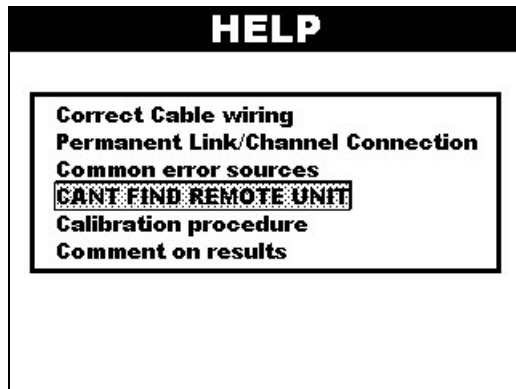 HELP
Correct Cable wiring
Permanent Link/Channel Connection
Common error sources
CANT FIND REMOTE UNIT
Calibration procedure
Comment on results